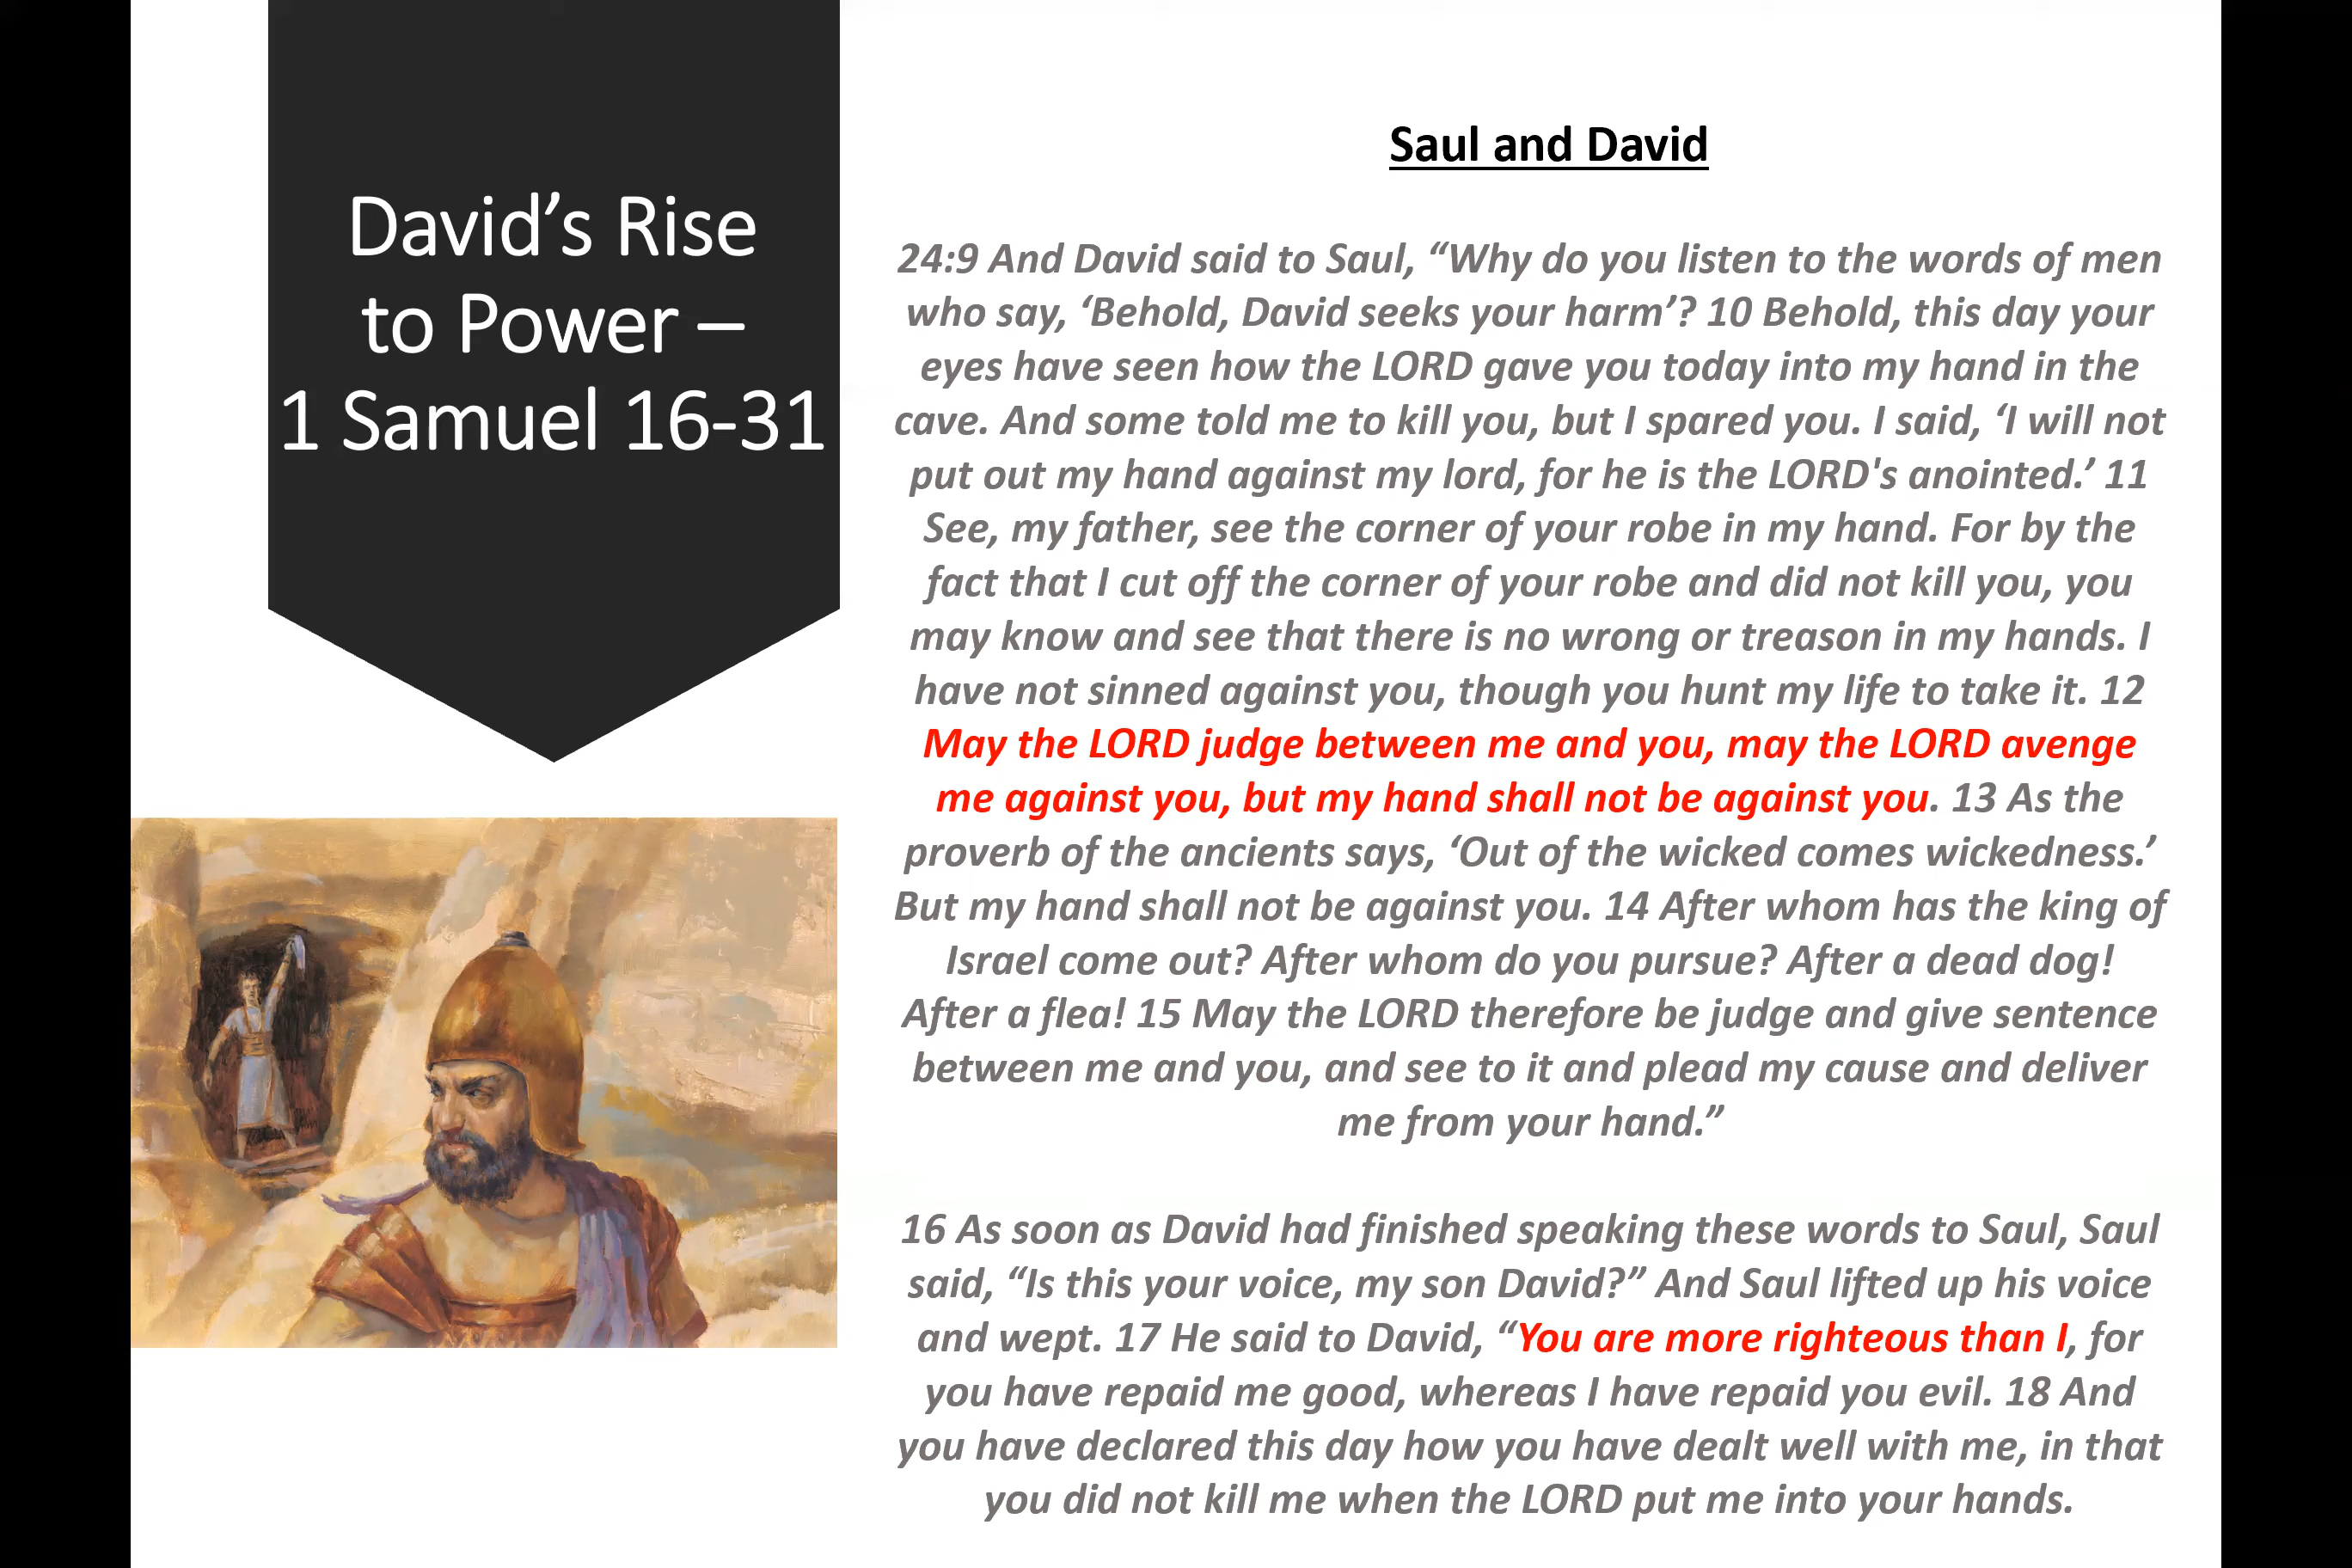 David’s Rise
to Power –
1 Samuel 16-31
Saul and David
24:9 And David said to Saul, “Why do you listen to the words of men
who say, ‘Behold, David seeks your harm’? 10 Behold, this day your
eyes have seen how the LORD gave you today into my hand in the
cave. And some told me to kill you, but I spared you. I said, ‘I will not
put out my hand against my lord, for he is the LORD's anointed.’ 11
See, my father, see the corner of your robe in my hand. For by the
fact that I cut off the corner of your robe and did not kill you, you
may know and see that there is no wrong or treason in my hands. I
have not sinned against you, though you hunt my life to take it. 12
May the LORD judge between me and you, may the LORD avenge
me against you, but my hand shall not be against you. 13 As the
proverb of the ancients says, ‘Out of the wicked comes wickedness.’
But my hand shall not be against you. 14 After whom has the king of
Israel come out? After whom do you pursue? After a dead dog!
After a flea! 15 May the LORD therefore be judge and give sentence
between me and you, and see to it and plead my cause and deliver
me from your hand.”
16 As soon as David had finished speaking these words to Saul, Saul
said, “Is this your voice, my son David?” And Saul lifted up his voice
and wept. 17 He said to David, “You are more righteous than I, for
you have repaid me good, whereas I have repaid you evil. 18 And
you have declared this day how you have dealt well with me, in that
you did not kill me when the LORD put me into your hands.